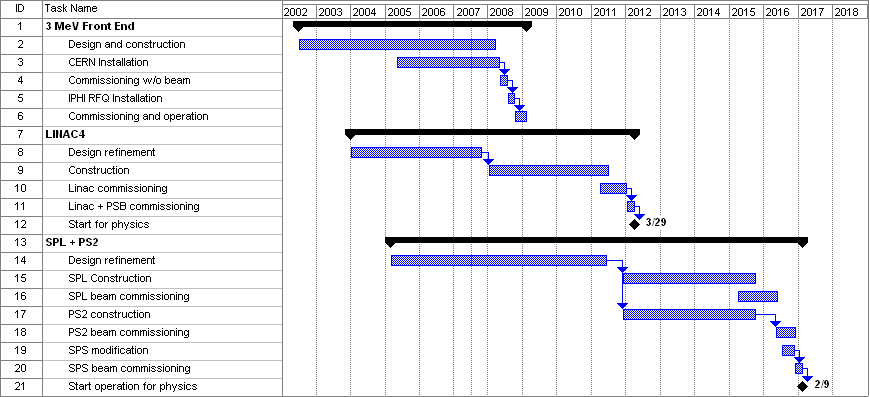 ID Task Name 2002 2003 2004 2005 2006 2007 2008 2009 2010 2011 2012 2013 2014 2015 2016 2017 2018
1 3 MeV Front End
2 Design and construction
3 CERN Installation
4 Commissioning w/o beam
5 IPHI RFQ Installation
6 Commissioning and operation
7 LINAC4
8 Design refinement
9 Construction
10 Linac commissioning
11 Linac + PSB commissioning
12 Start for physics 3/29
13 SPL + PS2
14 Design refinement
15 SPL Construction
16 SPL beam commissioning
17 PS2 construction
18 PS2 beam commissioning
19 SPS modification
20 SPS beam commissioning
21 Start operation for physics 2/9